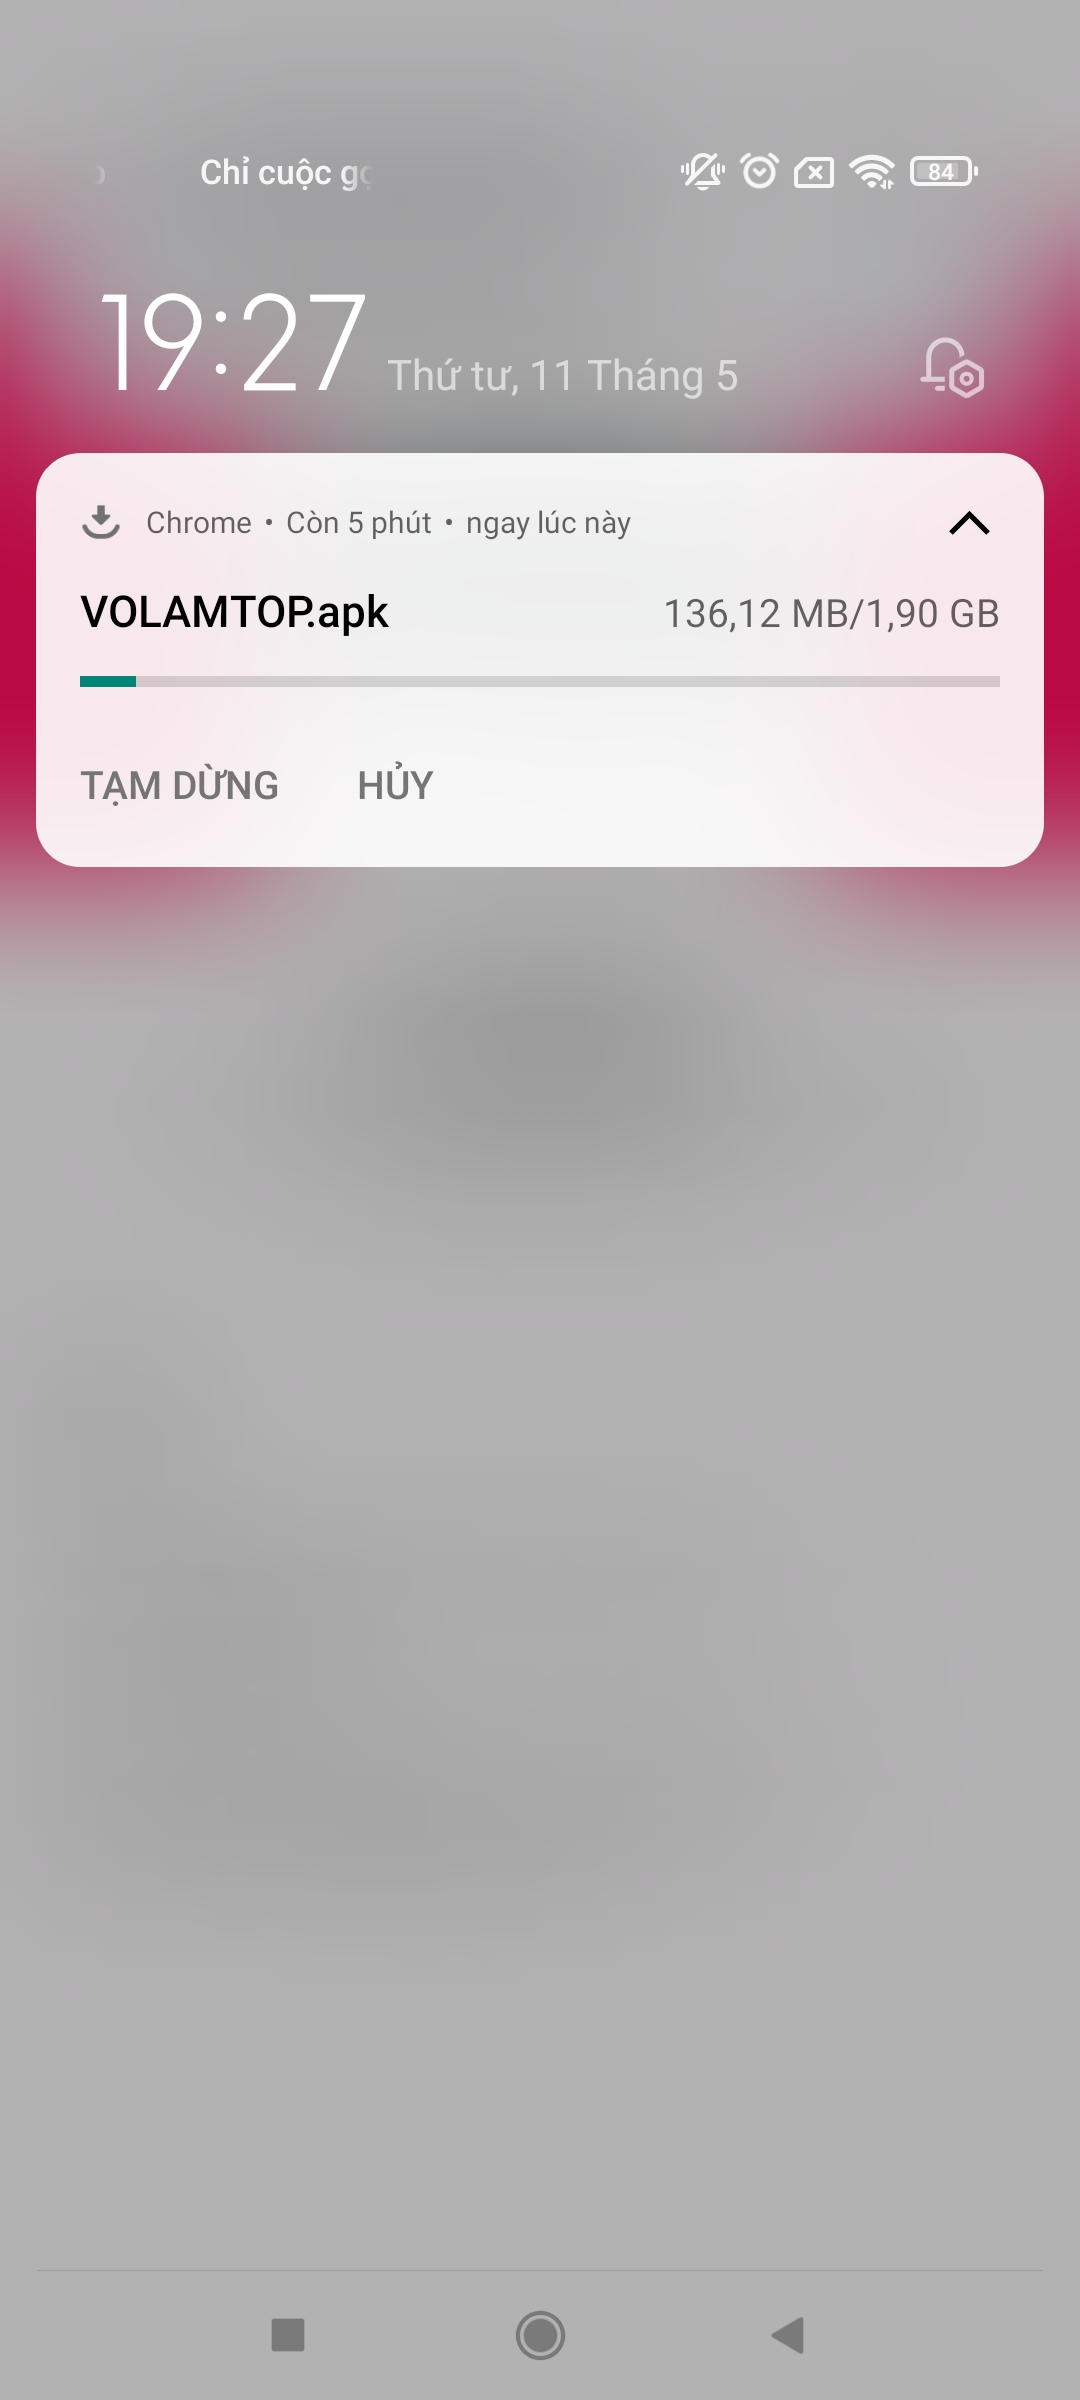 Chỉ cuộc
84
19:27 Thứ tư, 11 Tháng 5
Chrome • Còn 5 phút • ngay lúc này
VOLAMTOP.apk 136,12 MB/1,90 GB
TẠM DỪNG HỦY